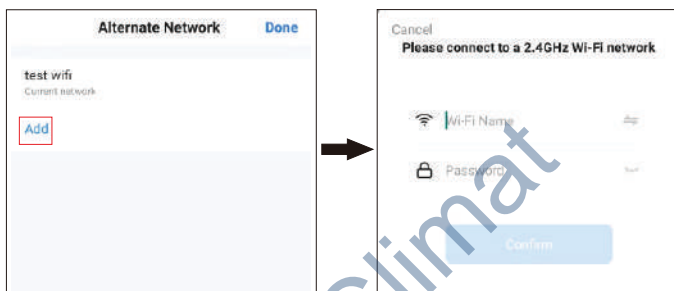 Alternate Network Done
test wifi
Current network
Add
Cancel
Please connect to a 2.4GHz Wi-Fi network
Wi-Fi Name
Password
Confirm
climat